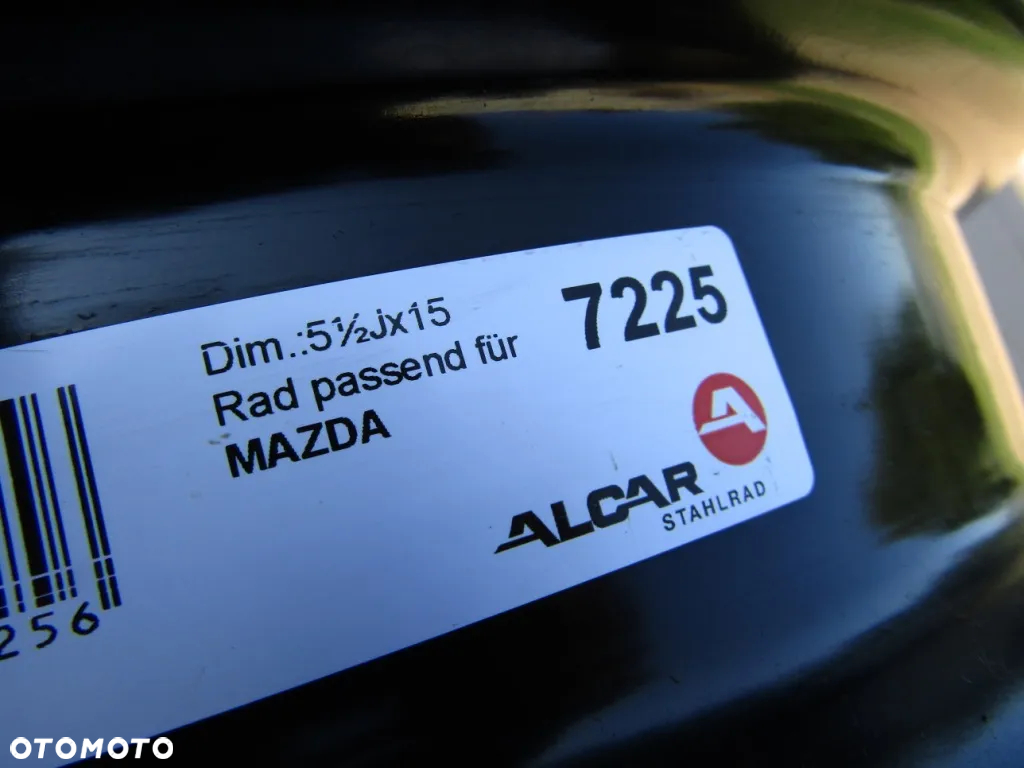 Dim.:5½Jx15
Rad passend für
MAZDA
7225
A
ALCAR
STAHLRAD
256
OTOMOTO